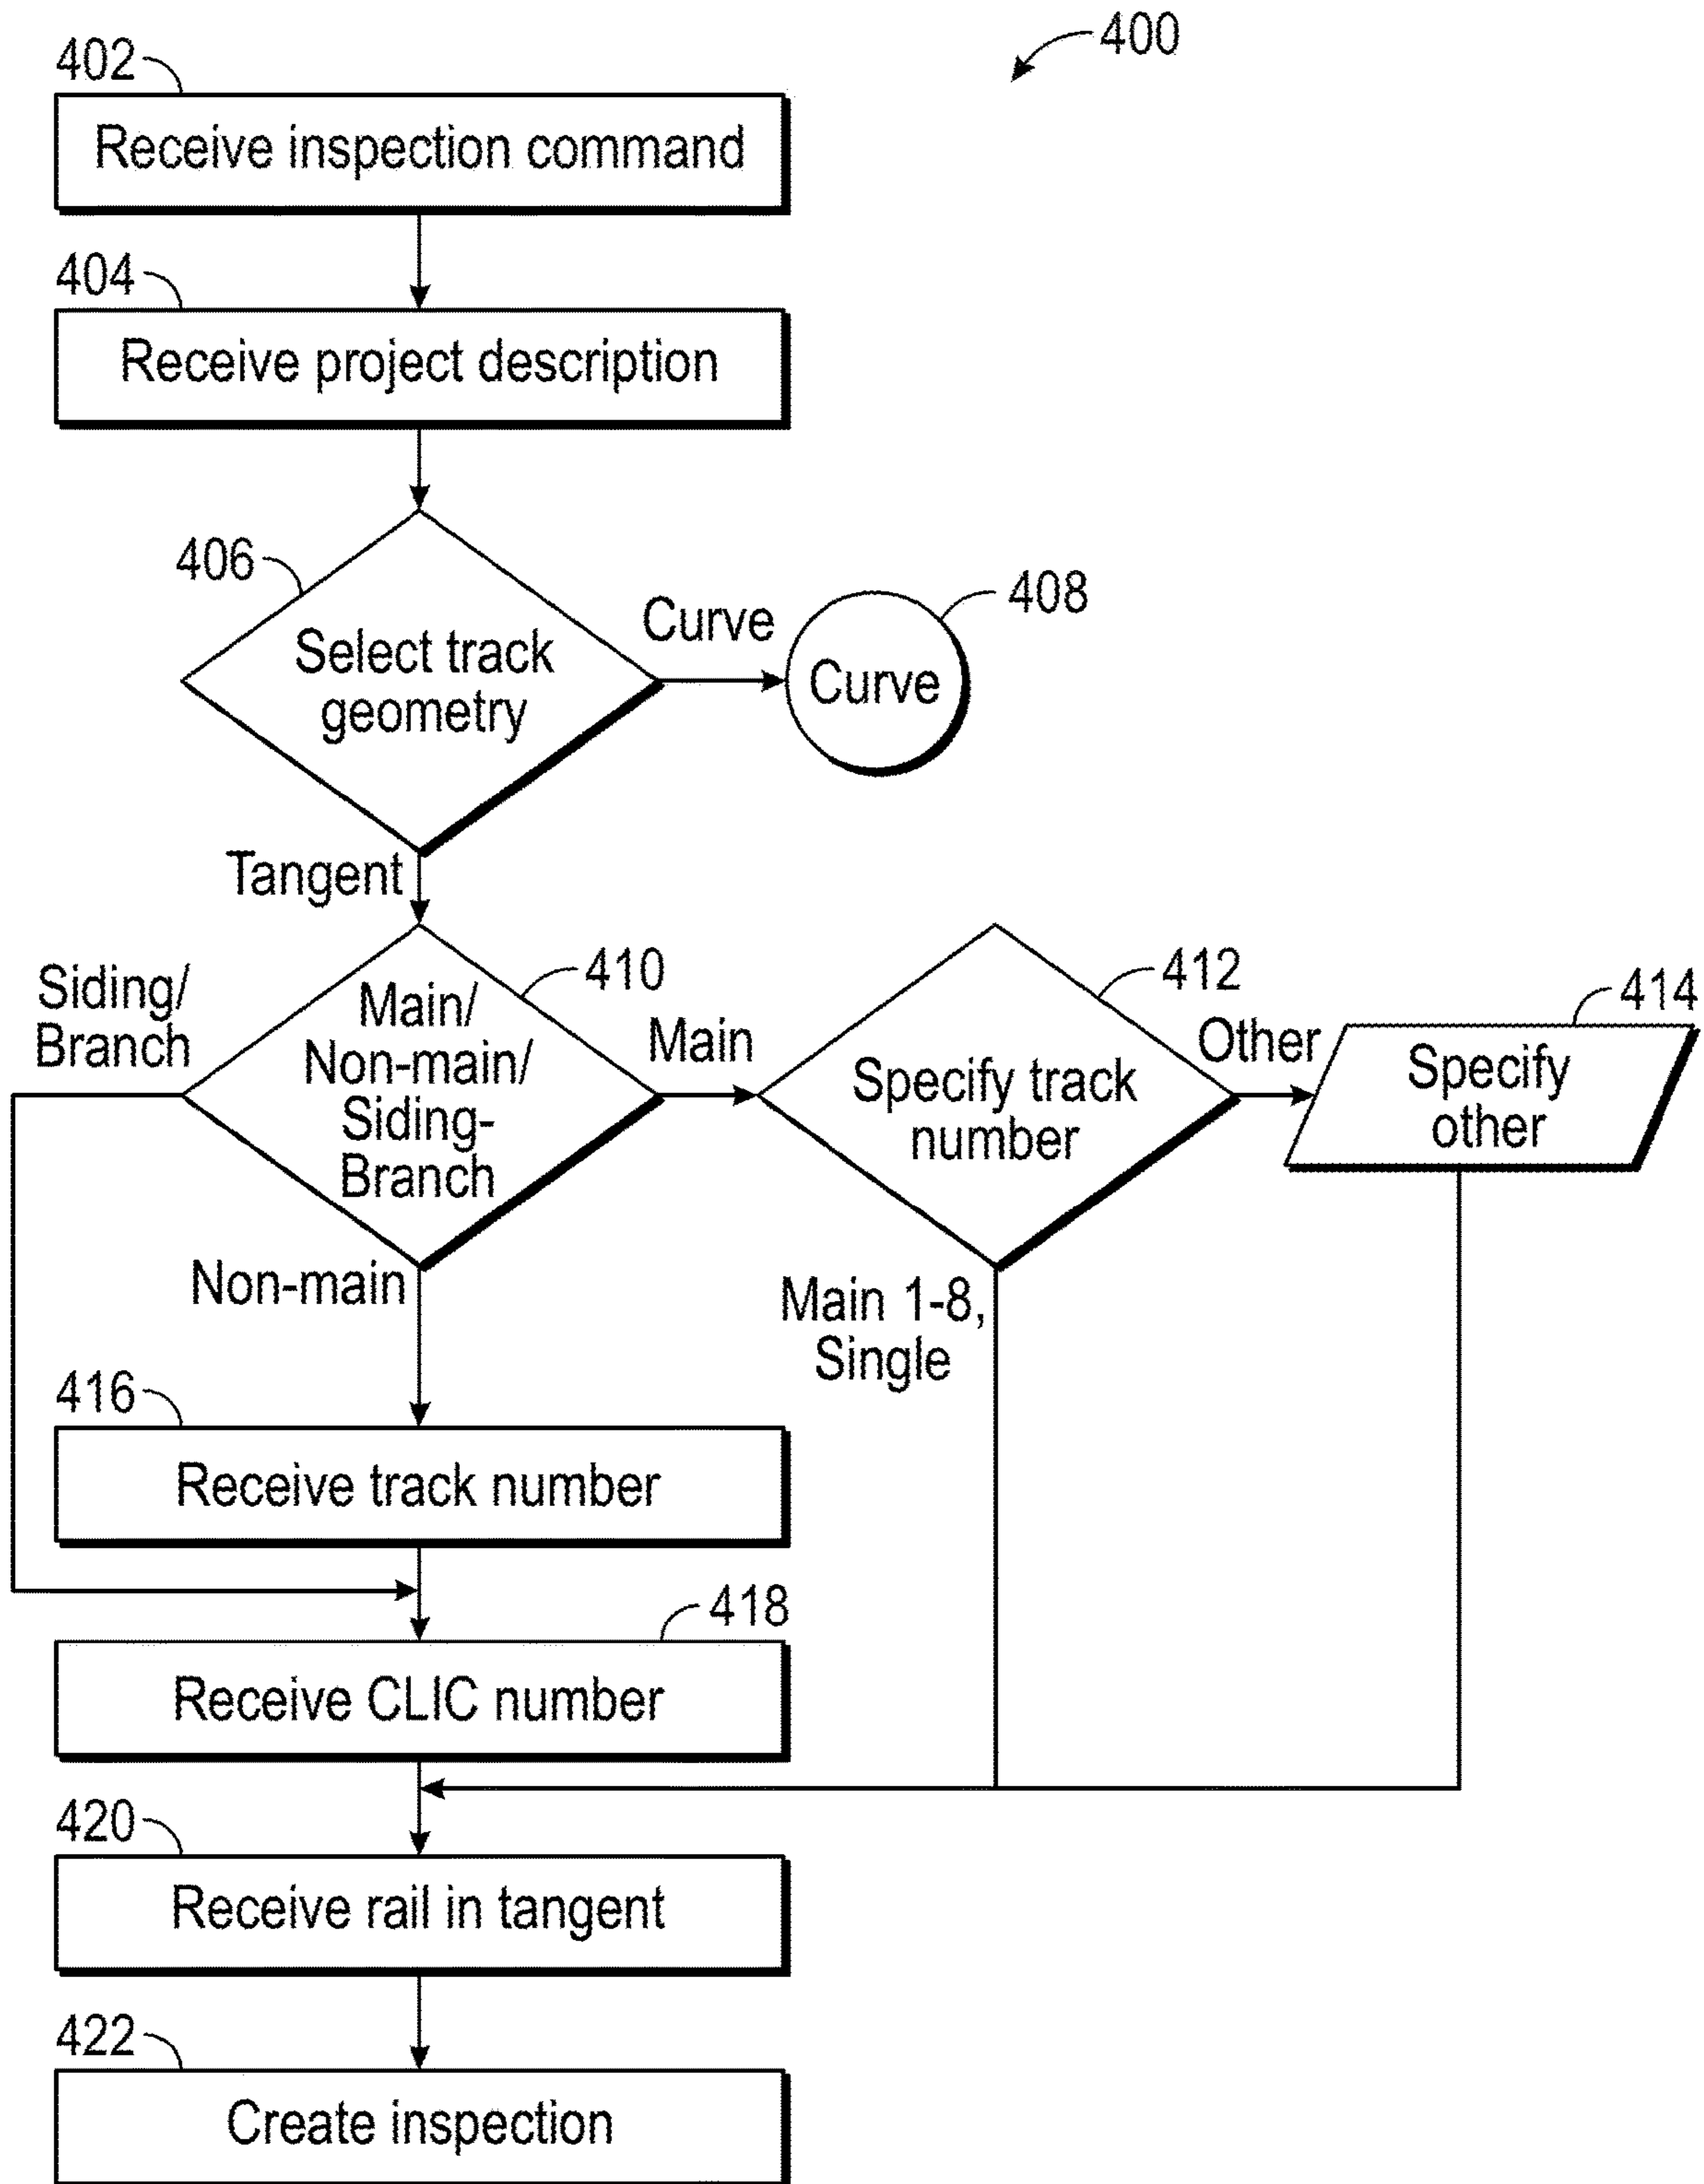 400
402
Receive inspection command
404
Receive project description
406
Select track
geometry
Curve
408
Curve
Tangent
Siding/
Branch
410
Main/
Non-main/
Siding-
Branch
Main
412
Specify track
number
Other
414
Specify
other
Non-main
Main 1-8,
Single
416
Receive track number
418
Receive CLIC number
420
Receive rail in tangent
422
Create inspection